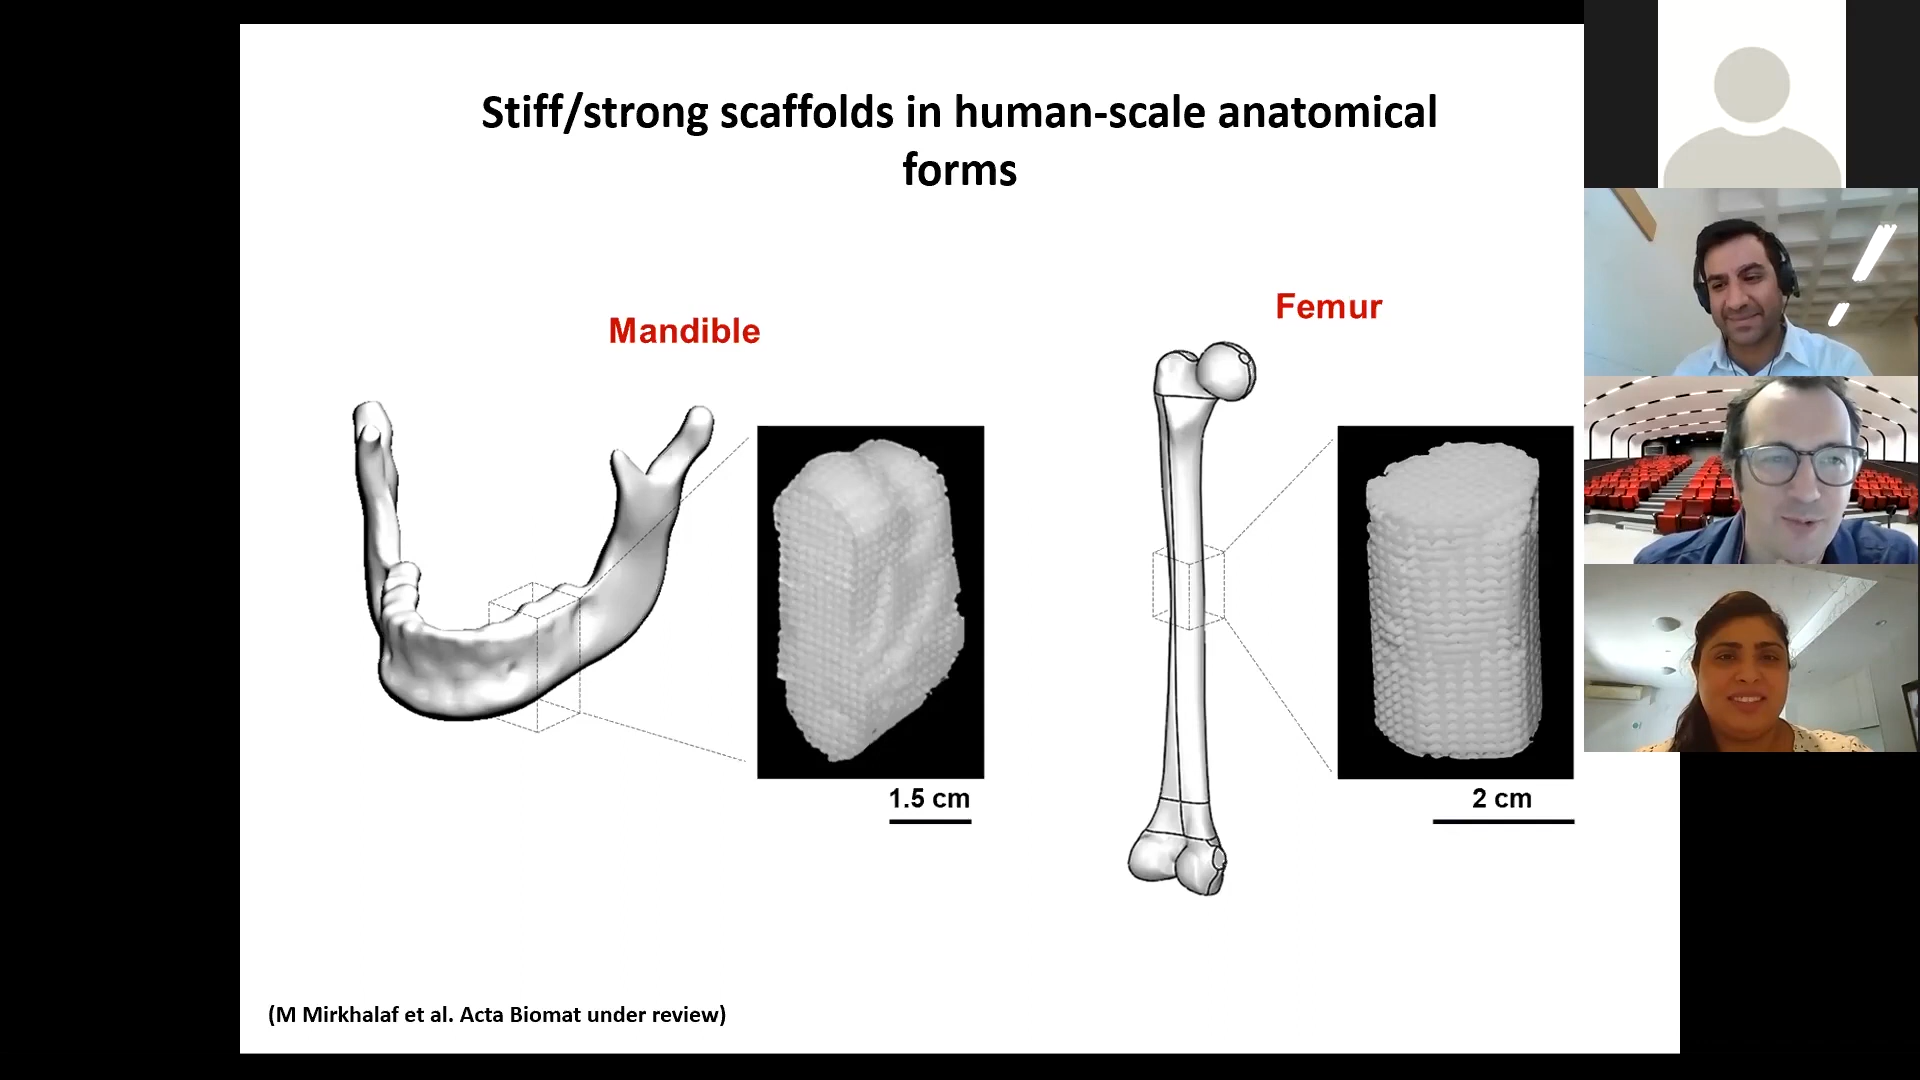 Stiff/strong scaffolds in human-scale anatomical
forms
Mandible
Femur
1.5 cm
2 cm
(M Mirkhalaf et al. Acta Biomat under review)